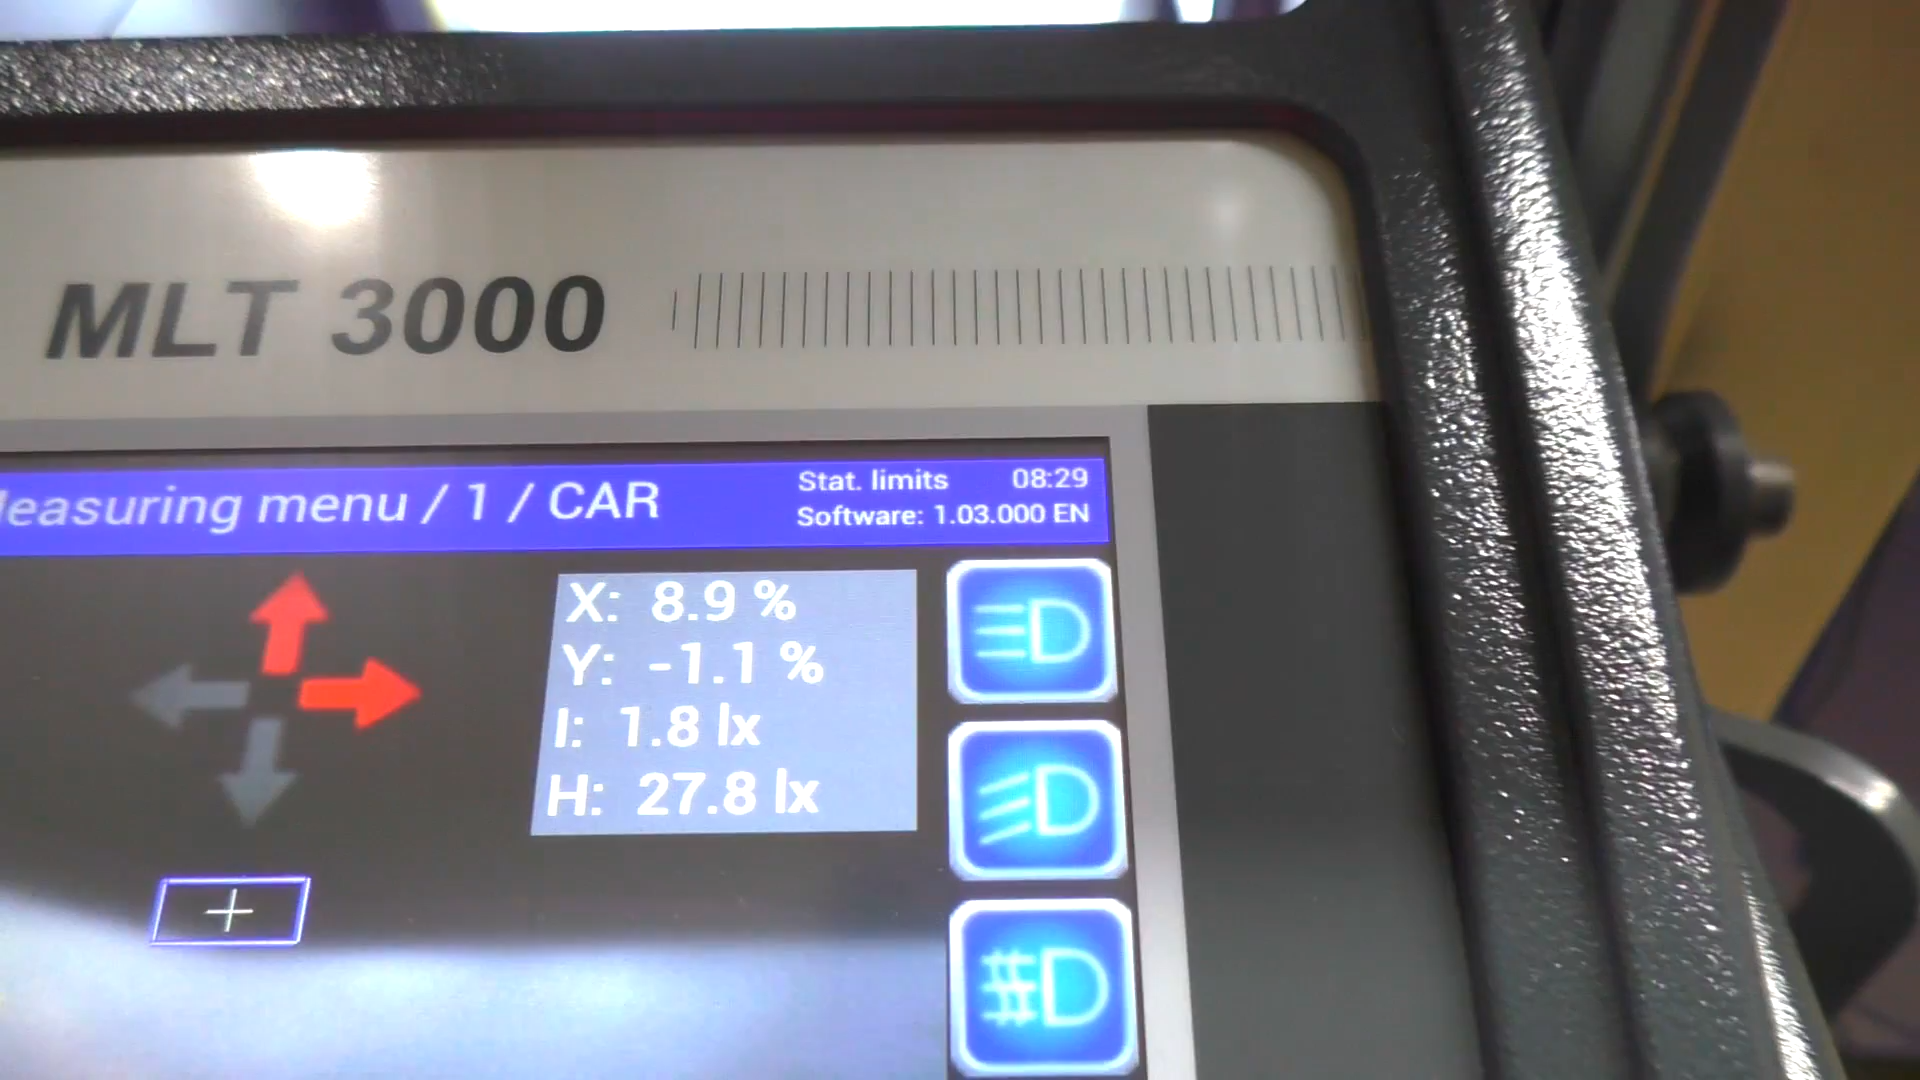 MLT 3000
easuring menu / 1 / CAR
Stat. limits 08:29
Software: 1.03.000 EN
X: 8.9 %
Y: -1.1 %
I: 1.8 lx
H: 27.8 lx